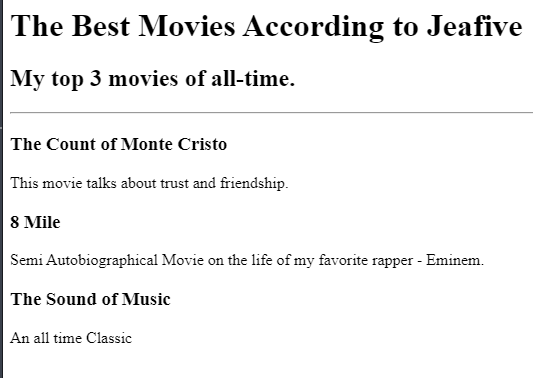 The Best Movies According to Jeafive
My top 3 movies of all-time.
The Count of Monte Cristo
This movie talks about trust and friendship.
8 Mile
Semi Autobiographical Movie on the life of my favorite rapper - Eminem.
The Sound of Music
An all time Classic